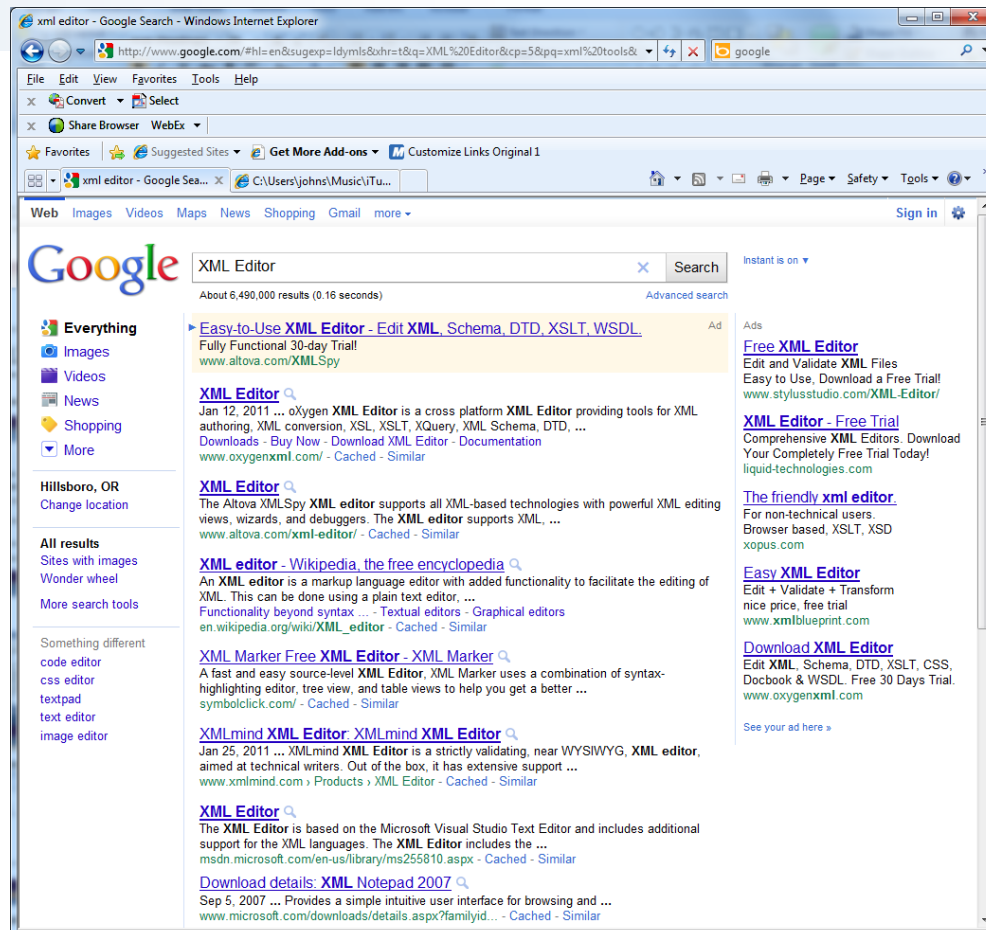 xml editor - Google Search - Windows Internet Explorer
http://www.google.com/#hl=en&sugexp=ldymls&xhr=t&q=XML%20Editor&cp=5&pq=xml%20tools&
google
File Edit View Favorites Tools Help
x Convert Select
x Share Browser WebEx
Favorites Suggested Sites Get More Add-ons Customize Links Original 1
xml editor - Google Sea... C:\Users\johns\Music\iTu...
Page Safety Tools
Web Images Videos Maps News Shopping Gmail more
Sign in
Google
XML Editor
Search
Instant is on
About 6,490,000 results (0.16 seconds)
Advanced search
Everything
Images
Videos
News
Shopping
More
Hillsboro, OR
Change location
All results
Sites with images
Wonder wheel
More search tools
Something different
code editor
css editor
textpad
text editor
image editor
Easy-to-Use XML Editor - Edit XML, Schema, DTD, XSLT, WSDL.
Ad
Fully Functional 30-day Trial!
www.altova.com/XMLSpy
XML Editor
Jan 12, 2011 ... oXygen XML Editor is a cross platform XML Editor providing tools for XML
authoring, XML conversion, XSL, XSLT, XQuery, XML Schema, DTD, ...
Downloads - Buy Now - Download XML Editor - Documentation
www.oxygenxml.com/ - Cached - Similar
XML Editor
The Altova XMLSpy XML editor supports all XML-based technologies with powerful XML editing
views, wizards, and debuggers. The XML editor supports XML, ...
www.altova.com/xml-editor/ - Cached - Similar
XML editor - Wikipedia, the free encyclopedia
An XML editor is a markup language editor with added functionality to facilitate the editing of
XML. This can be done using a plain text editor, ...
Functionality beyond syntax ... - Textual editors - Graphical editors
en.wikipedia.org/wiki/XML_editor - Cached - Similar
XML Marker Free XML Editor - XML Marker
A fast and easy source-level XML Editor, XML Marker uses a combination of syntax-
highlighting editor, tree view, and table views to help you get a better ...
symbolclick.com/ - Cached - Similar
XMLmind XML Editor: XMLmind XML Editor
Jan 25, 2011 ... XMLmind XML Editor is a strictly validating, near WYSIWYG, XML editor,
aimed at technical writers. Out of the box, it has extensive support ...
www.xmlmind.com › Products › XML Editor - Cached - Similar
XML Editor
The XML Editor is based on the Microsoft Visual Studio Text Editor and includes additional
support for the XML languages. The XML Editor includes the ...
msdn.microsoft.com/en-us/library/ms255810.aspx - Cached - Similar
Download details: XML Notepad 2007
Sep 5, 2007 ... Provides a simple intuitive user interface for browsing and ...
www.microsoft.com/downloads/details.aspx?familyid... - Cached - Similar
Ads
Free XML Editor
Edit and Validate XML Files
Easy to Use, Download a Free Trial!
www.stylusstudio.com/XML-Editor/
XML Editor - Free Trial
Comprehensive XML Editors. Download
Your Completely Free Trial Today!
liquid-technologies.com
The friendly xml editor.
For non-technical users.
Browser based, XSLT, XSD
xopus.com
Easy XML Editor
Edit + Validate + Transform
nice price, free trial
www.xmlblueprint.com
Download XML Editor
Edit XML, Schema, DTD, XSLT, CSS,
Docbook & WSDL. Free 30 Days Trial.
www.oxygenxml.com
See your ad here »